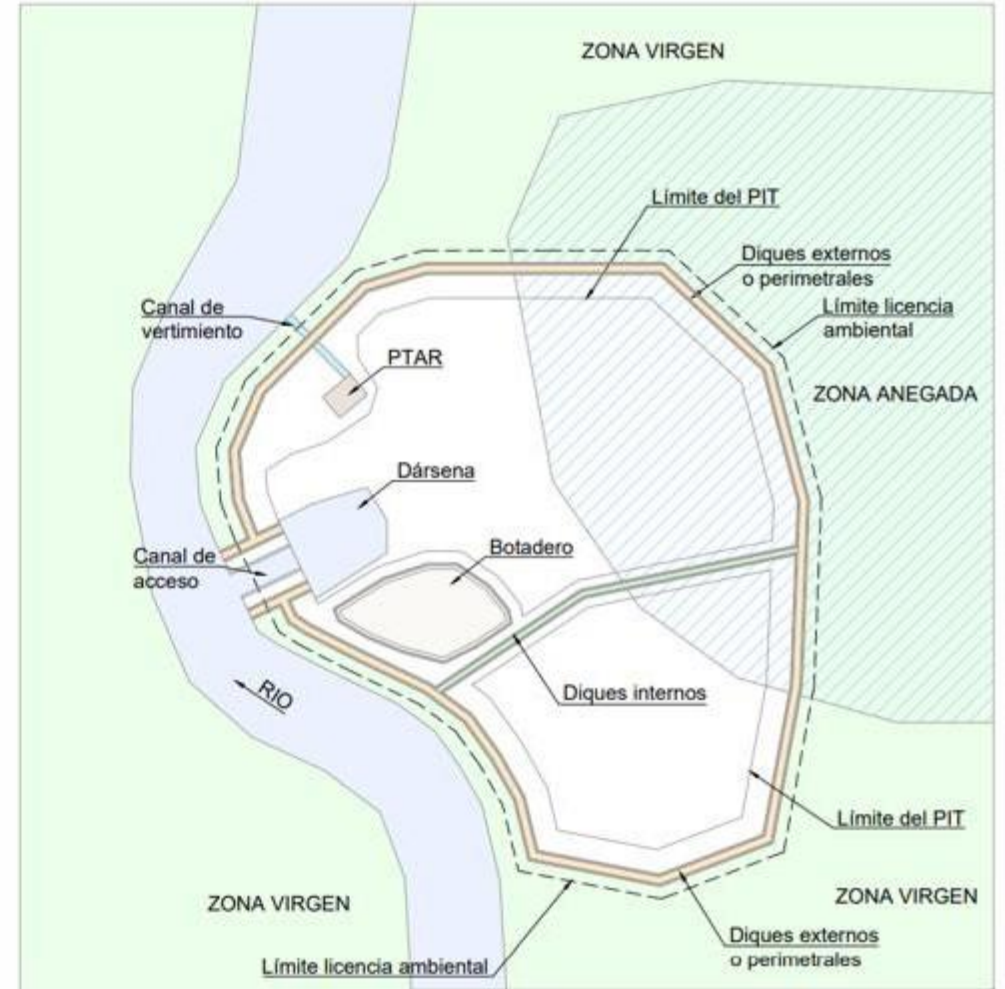 ZONA VIRGEN
Límite del PIT
Diques externos
o perimetrales
Límite licencia
ambiental
Canal de
vertimiento
PTAR
ZONA ANEGADA
Dársena
Botadero
Canal de
acceso
RIO
Diques internos
Límite del PIT
ZONA VIRGEN
ZONA VIRGEN
Diques externos
o perimetrales
Límite licencia ambiental